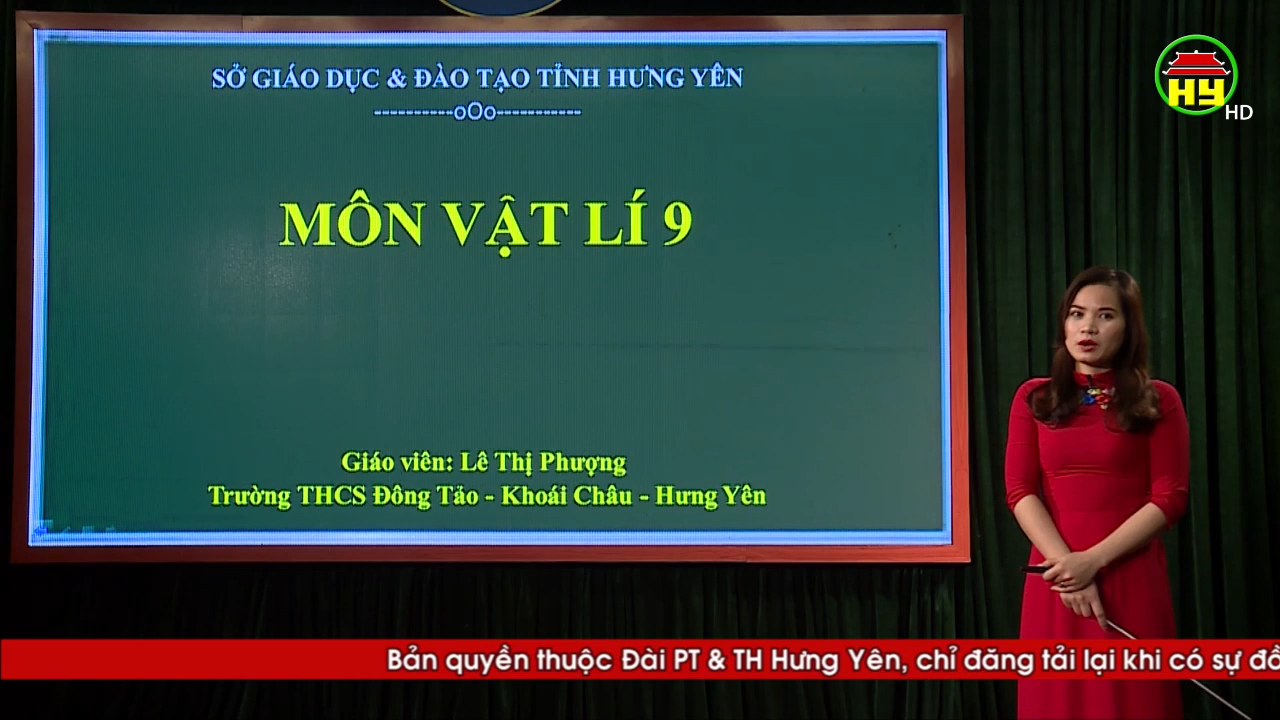 SỞ GIÁO DỤC & ĐÀO TẠO TỈNH HƯNG YÊN
----------oOo-----------
MÔN VẬT LÍ 9
Giáo viên: Lê Thị Phượng
Trường THCS Đông Tảo - Khoái Châu - Hưng Yên
HY
HD
Bản quyền thuộc Đài PT & TH Hưng Yên, chỉ đăng tải lại khi có sự đồ